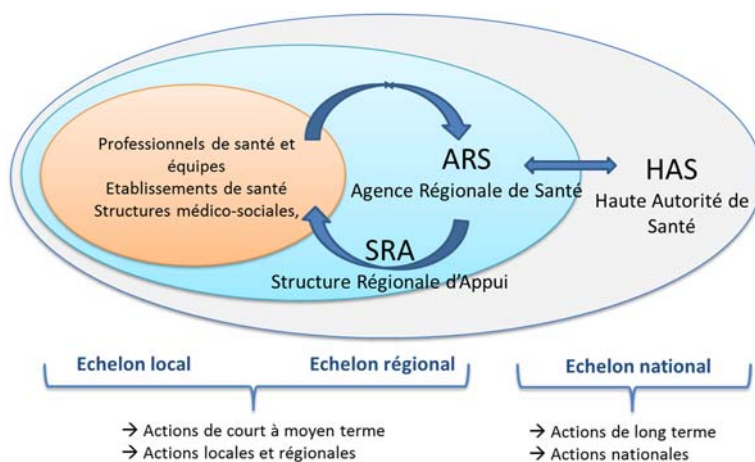 Professionnels de santé et
équipes
Etablissements de santé
Structures médico-sociales,
ARS
Agence Régionale de Santé
SRA
Structure Régionale d'Appui
HAS
Haute Autorité de
Santé
Echelon local
Echelon régional
Echelon national
→ Actions de court à moyen terme
→ Actions locales et régionales
→ Actions de long terme
→ Actions nationales